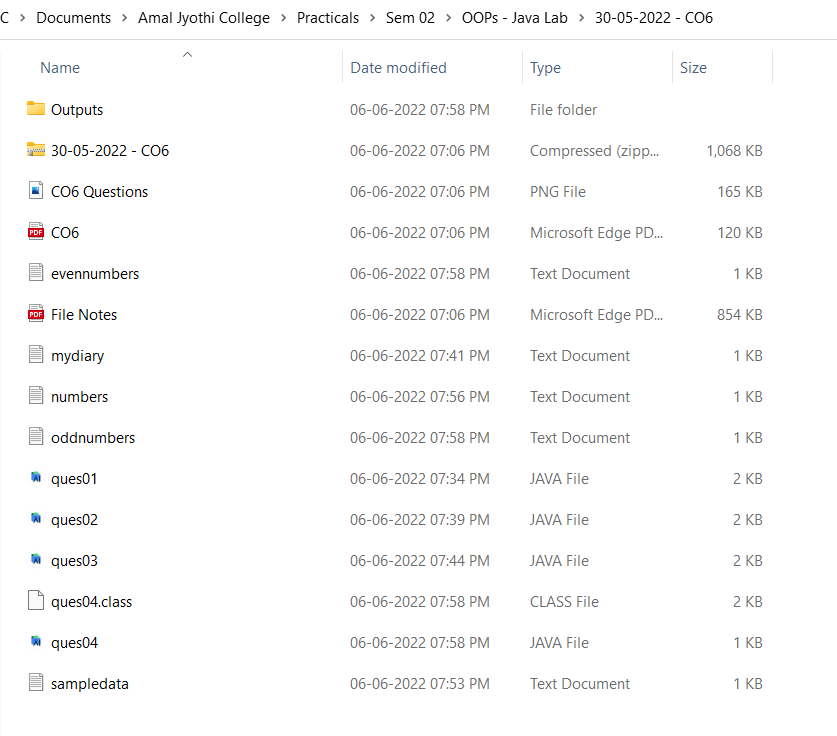 C > Documents > Amal Jyothi College > Practicals > Sem 02 > OOPs - Java Lab > 30-05-2022 - CO6
Name Date modified Type Size
Outputs 06-06-2022 07:58 PM File folder
30-05-2022 - CO6 06-06-2022 07:06 PM Compressed (zipp... 1,068 KB
CO6 Questions 06-06-2022 07:06 PM PNG File 165 KB
PDF CO6 06-06-2022 07:06 PM Microsoft Edge PD... 120 KB
evennumbers 06-06-2022 07:58 PM Text Document 1 KB
PDF File Notes 06-06-2022 07:06 PM Microsoft Edge PD... 854 KB
mydiary 06-06-2022 07:41 PM Text Document 1 KB
numbers 06-06-2022 07:56 PM Text Document 1 KB
oddnumbers 06-06-2022 07:58 PM Text Document 1 KB
ques01 06-06-2022 07:34 PM JAVA File 2 KB
ques02 06-06-2022 07:39 PM JAVA File 2 KB
ques03 06-06-2022 07:44 PM JAVA File 2 KB
ques04.class 06-06-2022 07:58 PM CLASS File 2 KB
ques04 06-06-2022 07:58 PM JAVA File 1 KB
sampledata 06-06-2022 07:53 PM Text Document 1 KB